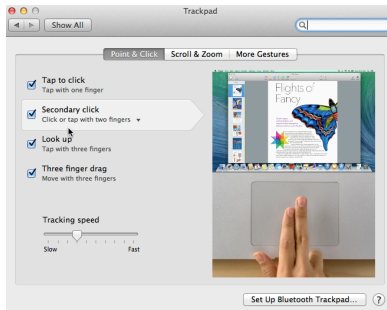 Trackpad
Show All
Point & Click
Scroll & Zoom
More Gestures
Tap to click
Tap with one finger
Secondary click
Click or tap with two fingers
Look up
Tap with three fingers
Three finger drag
Move with three fingers
Tracking speed
Slow
Fast
Flights of
Fancy
Set Up Bluetooth Trackpad...
?